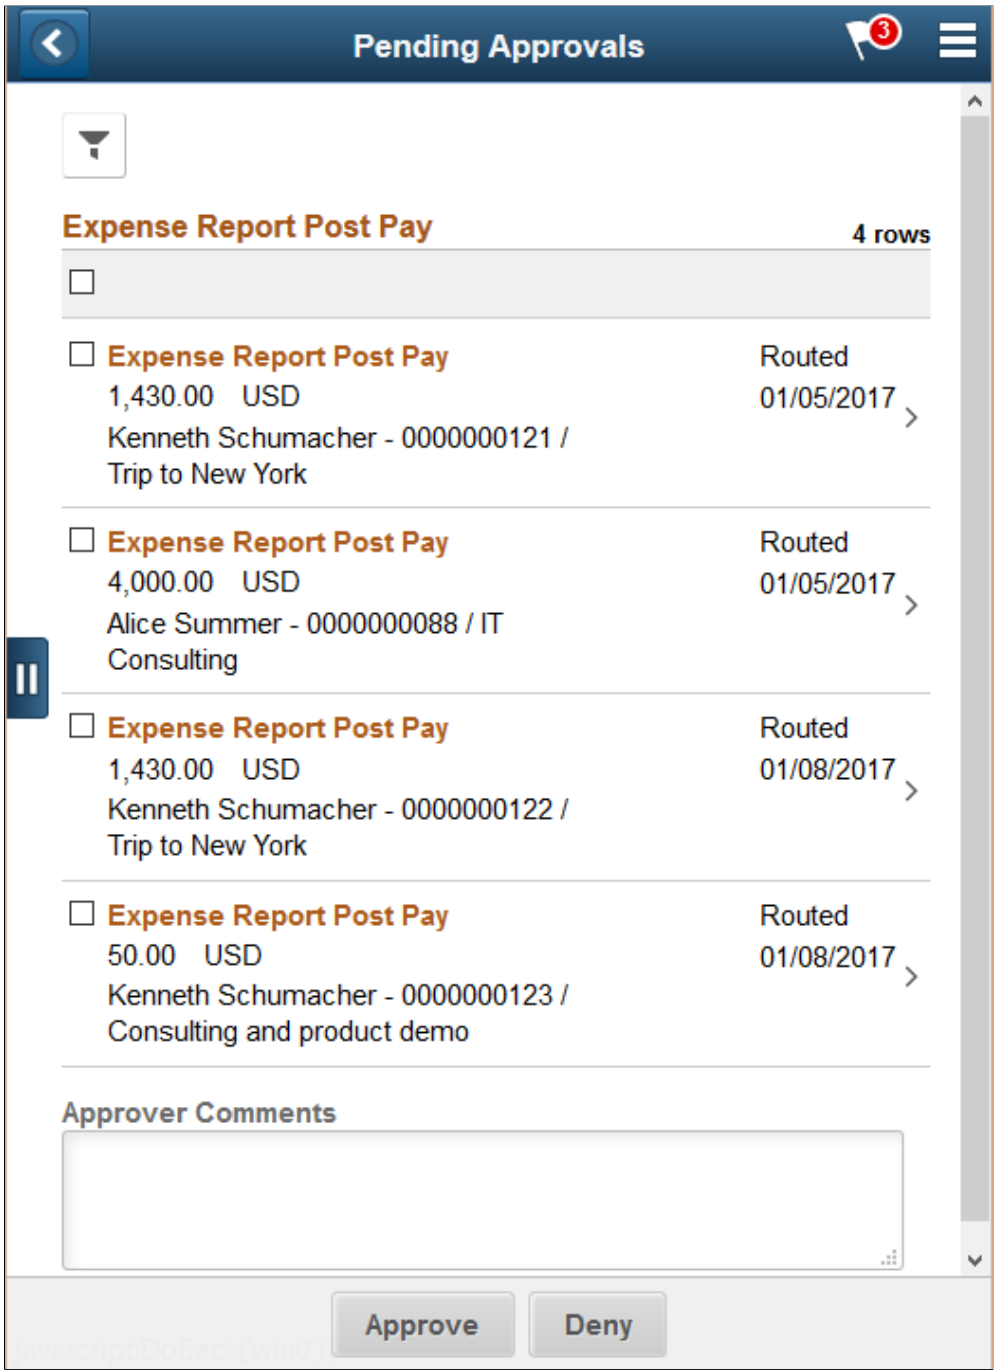 Pending Approvals
3
Expense Report Post Pay
4 rows
Expense Report Post Pay
Routed
1,430.00 USD
01/05/2017
Kenneth Schumacher - 0000000121 /
Trip to New York
Expense Report Post Pay
Routed
4,000.00 USD
01/05/2017
Alice Summer - 0000000088 / IT
Consulting
Expense Report Post Pay
Routed
1,430.00 USD
01/08/2017
Kenneth Schumacher - 0000000122 /
Trip to New York
Expense Report Post Pay
Routed
50.00 USD
01/08/2017
Kenneth Schumacher - 0000000123 /
Consulting and product demo
Approver Comments
Approve
Deny